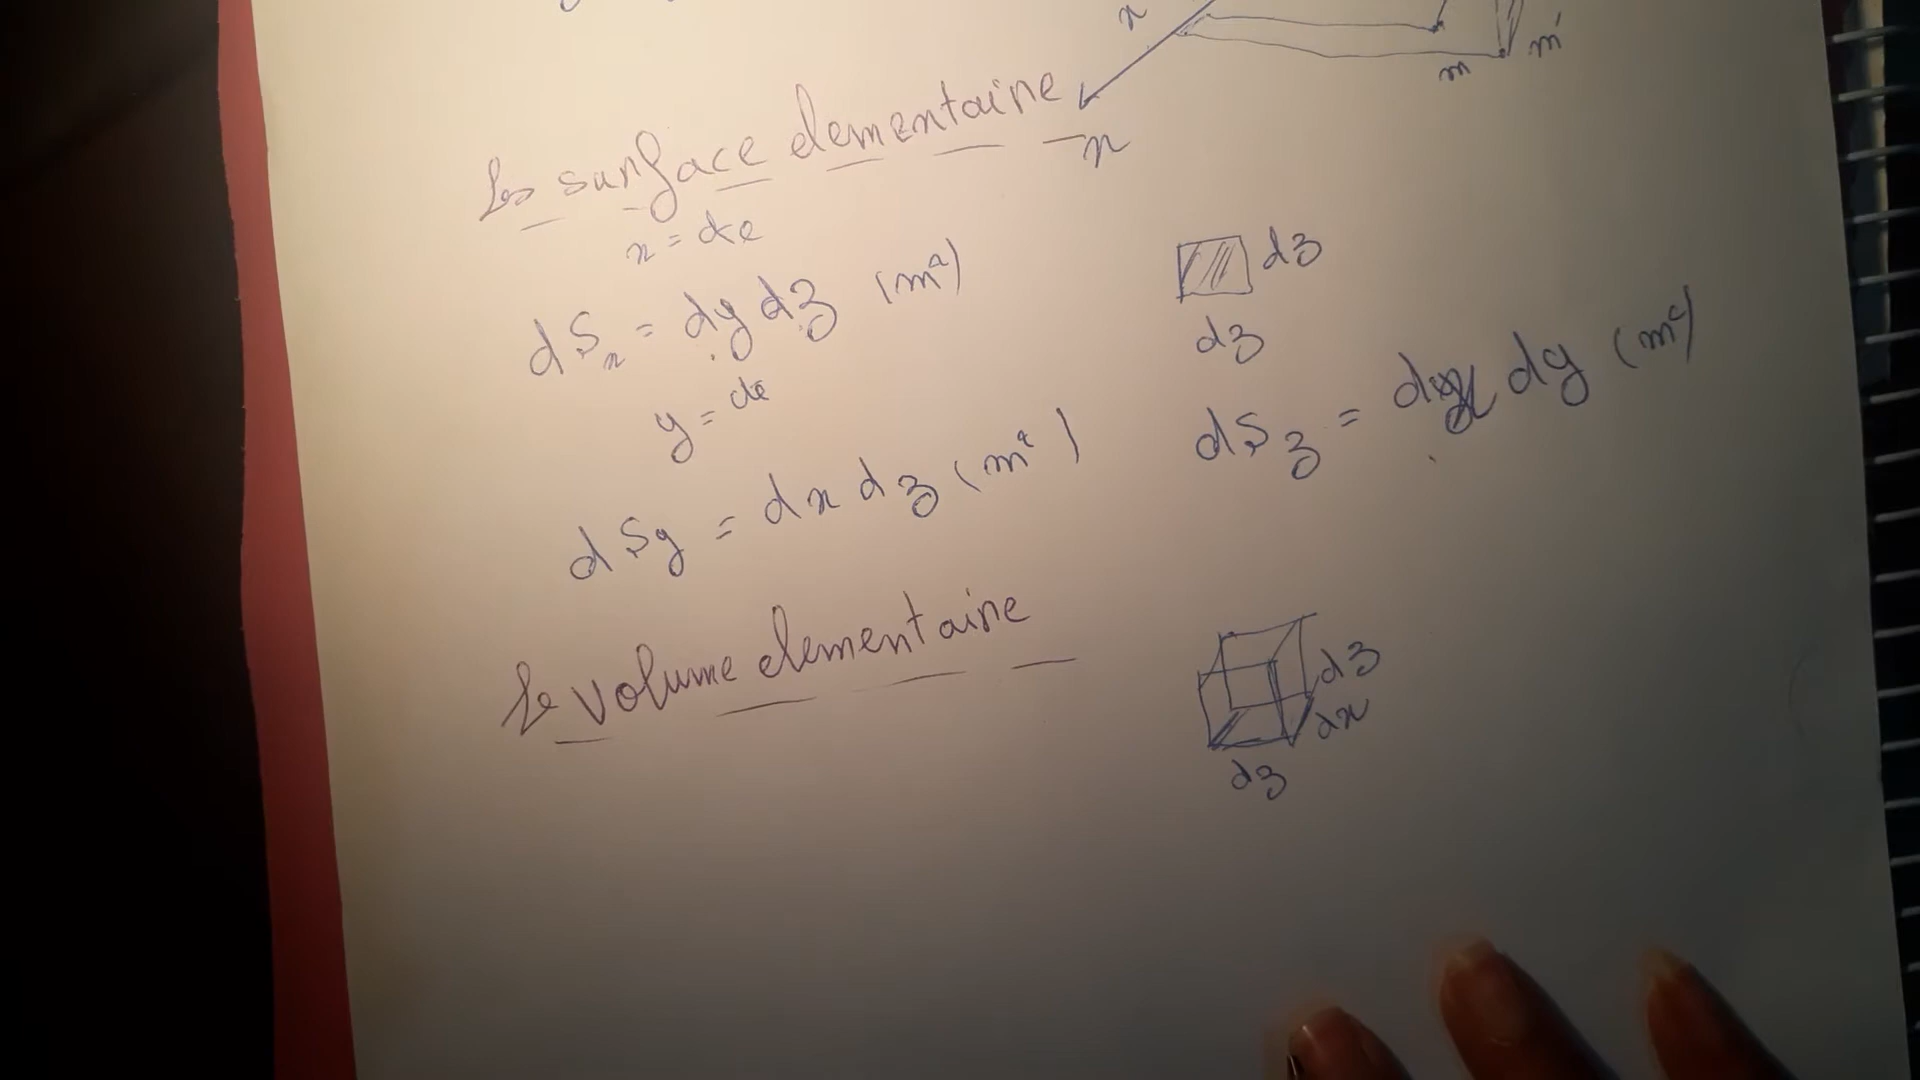 x
m m'
x
Les surface elementaire
x = cte
dSx = dy dz (m²)
dz
dz
y = cte
dSz = dx dy (m²)
dSy = dx dz (m²)
Le volume elementaire
dz
dx
dz